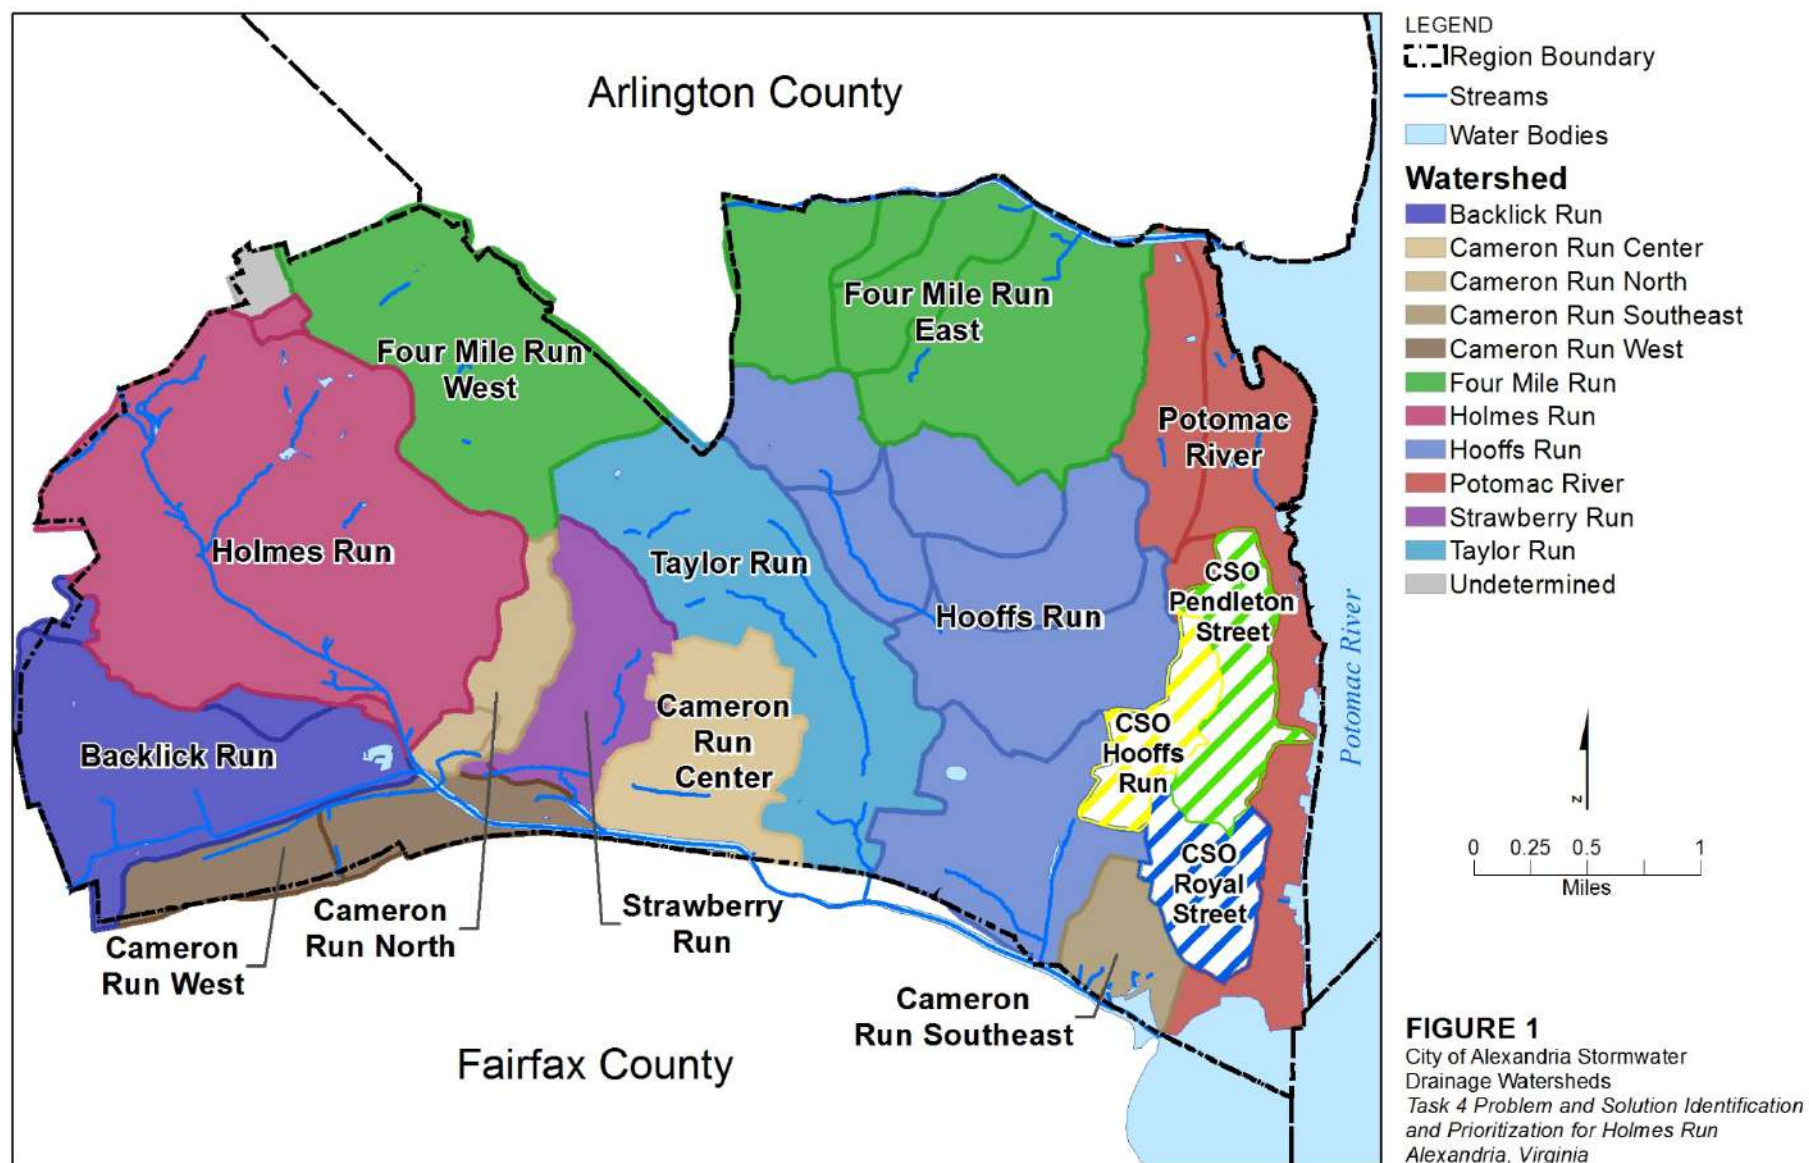 Arlington County
Four Mile Run
East
Four Mile Run
West
Potomac
River
Holmes Run
Taylor Run
CSO
Pendleton
Street
Hooffs Run
Potomac River
Cameron
Run
Center
CSO
Hooffs
Run
Backlick Run
CSO
Royal
Street
Cameron
Run West
Cameron
Run North
Strawberry
Run
Cameron
Run Southeast
Fairfax County
LEGEND
Region Boundary
Streams
Water Bodies
Watershed
Backlick Run
Cameron Run Center
Cameron Run North
Cameron Run Southeast
Cameron Run West
Four Mile Run
Holmes Run
Hooffs Run
Potomac River
Strawberry Run
Taylor Run
Undetermined
N
0 0.25 0.5 1
Miles
FIGURE 1
City of Alexandria Stormwater
Drainage Watersheds
Task 4 Problem and Solution Identification
and Prioritization for Holmes Run
Alexandria, Virginia